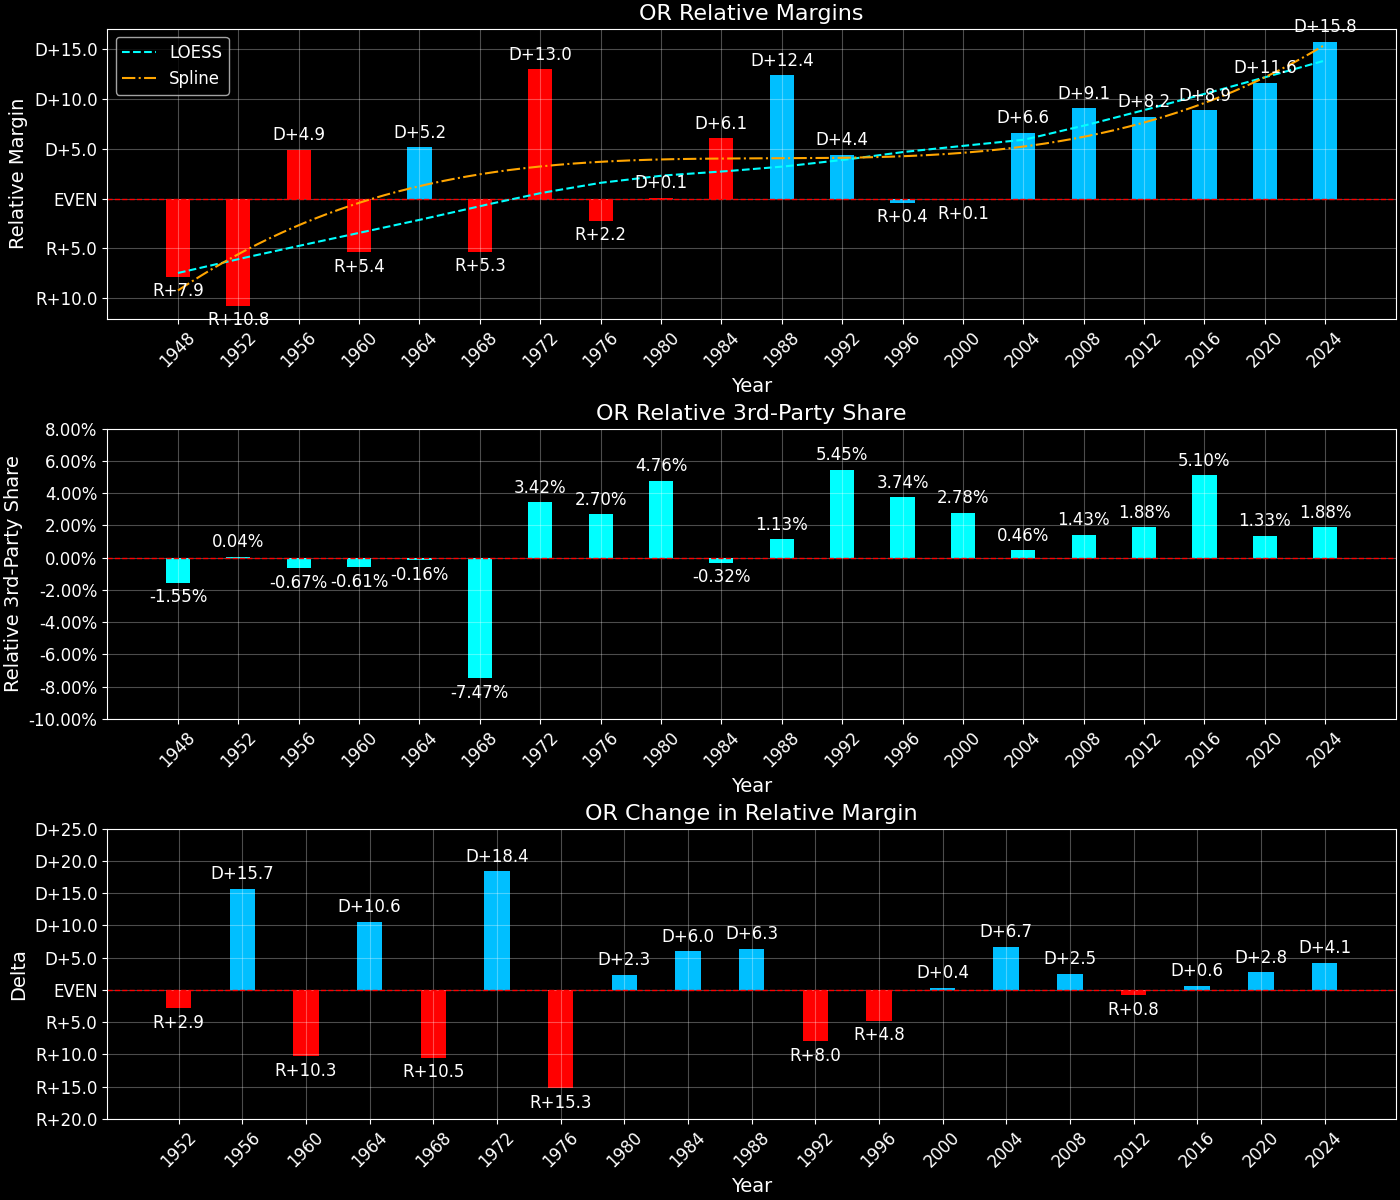 OR Relative Margins
Relative Margin
D+15.0
D+10.0
D+5.0
EVEN
R+5.0
R+10.0
LOESS
Spline
R+7.9
R+10.8
D+4.9
R+5.4
D+5.2
R+5.3
D+13.0
R+2.2
D+0.1
D+6.1
D+12.4
D+4.4
R+0.4
R+0.1
D+6.6
D+9.1
D+8.2
D+8.9
D+11.6
D+15.8
1948 1952 1956 1960 1964 1968 1972 1976 1980 1984 1988 1992 1996 2000 2004 2008 2012 2016 2020 2024
Year
OR Relative 3rd-Party Share
Relative 3rd-Party Share
8.00%
6.00%
4.00%
2.00%
0.00%
-2.00%
-4.00%
-6.00%
-8.00%
-10.00%
-1.55%
0.04%
-0.67%
-0.61%
-0.16%
-7.47%
3.42%
2.70%
4.76%
-0.32%
1.13%
5.45%
3.74%
2.78%
0.46%
1.43%
1.88%
5.10%
1.33%
1.88%
1948 1952 1956 1960 1964 1968 1972 1976 1980 1984 1988 1992 1996 2000 2004 2008 2012 2016 2020 2024
Year
OR Change in Relative Margin
Delta
D+25.0
D+20.0
D+15.0
D+10.0
D+5.0
EVEN
R+5.0
R+10.0
R+15.0
R+20.0
R+2.9
D+15.7
R+10.3
D+10.6
R+10.5
D+18.4
R+15.3
D+2.3
D+6.0
D+6.3
R+8.0
R+4.8
D+0.4
D+6.7
D+2.5
R+0.8
D+0.6
D+2.8
D+4.1
1952 1956 1960 1964 1968 1972 1976 1980 1984 1988 1992 1996 2000 2004 2008 2012 2016 2020 2024
Year